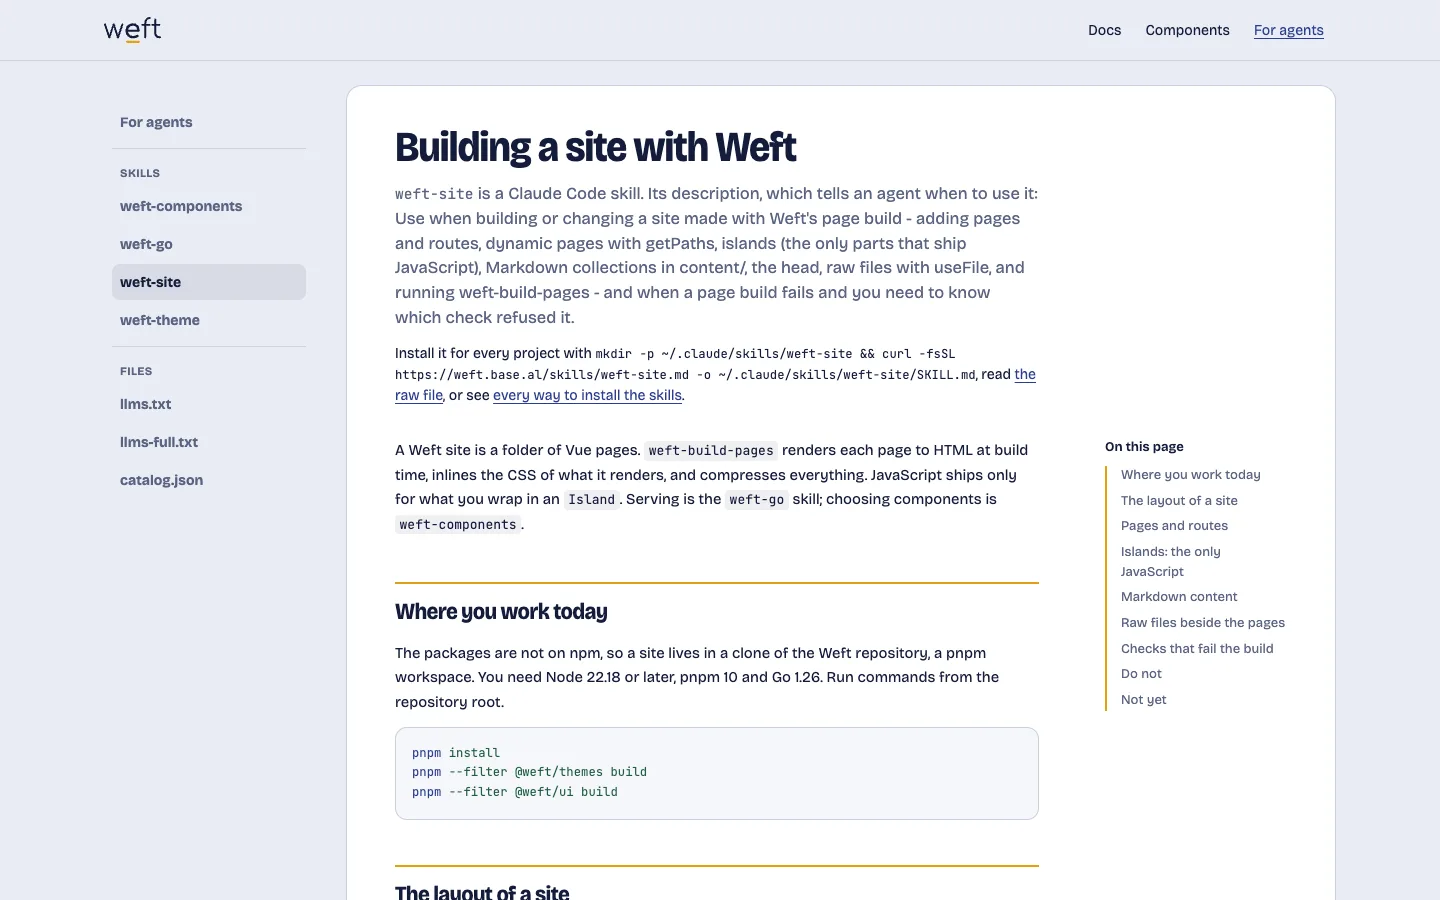 weft
Docs
Components
For agents
For agents
SKILLS
weft-components
weft-go
weft-site
weft-theme
FILES
llms.txt
llms-full.txt
catalog.json
Building a site with Weft
weft-site is a Claude Code skill. Its description, which tells an agent when to use it:
Use when building or changing a site made with Weft's page build - adding pages
and routes, dynamic pages with getPaths, islands (the only parts that ship
JavaScript), Markdown collections in content/, the head, raw files with useFile, and
running weft-build-pages - and when a page build fails and you need to know
which check refused it.
Install it for every project with mkdir -p ~/.claude/skills/weft-site && curl -fsSL
https://weft.base.al/skills/weft-site.md -o ~/.claude/skills/weft-site/SKILL.md, read the
raw file, or see every way to install the skills.
A Weft site is a folder of Vue pages. weft-build-pages renders each page to HTML at build
time, inlines the CSS of what it renders, and compresses everything. JavaScript ships only
for what you wrap in an Island. Serving is the weft-go skill; choosing components is
weft-components.
Where you work today
The packages are not on npm, so a site lives in a clone of the Weft repository, a pnpm
workspace. You need Node 22.18 or later, pnpm 10 and Go 1.26. Run commands from the
repository root.
pnpm install
pnpm --filter @weft/themes build
pnpm --filter @weft/ui build
The layout of a site
On this page
Where you work today
The layout of a site
Pages and routes
Islands: the only
JavaScript
Markdown content
Raw files beside the pages
Checks that fail the build
Do not
Not yet